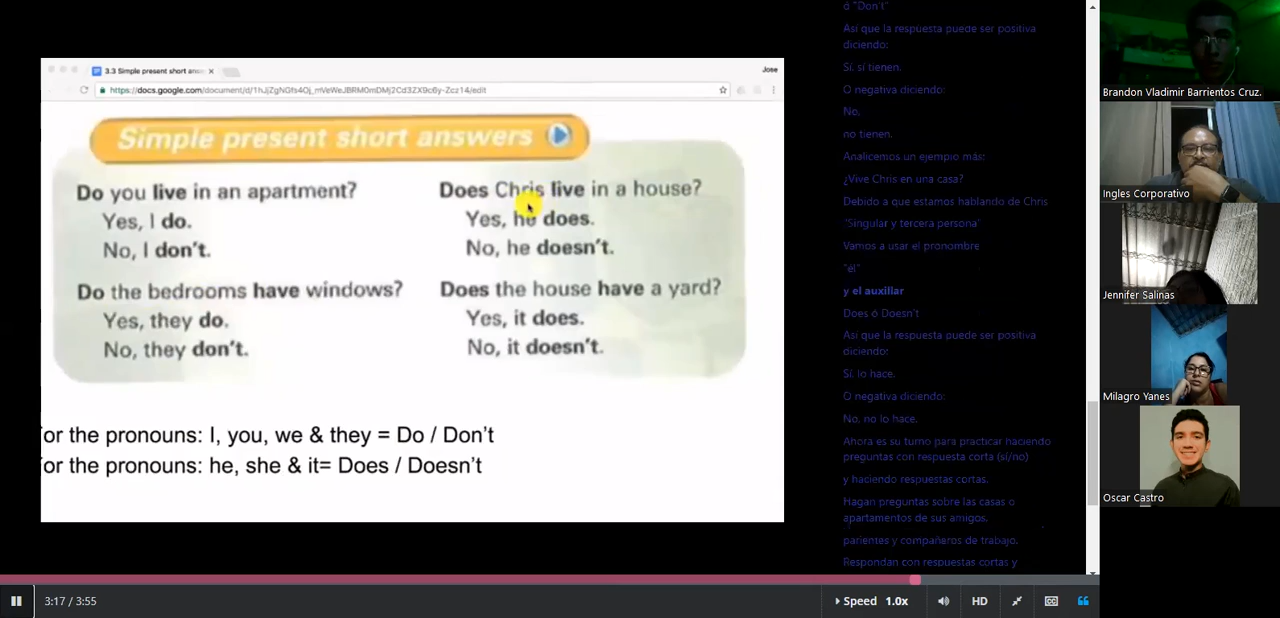 3.3 Simple present short ans
Jose
https://docs.google.com/document/d/1hJjZgNGfs4Oj_mVeWeJBRM0mDMj2Cd3ZX9c6y-Zcz14/edit
Simple present short answers
Do you live in an apartment?
Yes, I do.
No, I don't.
Do the bedrooms have windows?
Yes, they do.
No, they don't.
Does Chris live in a house?
Yes, he does.
No, he doesn't.
Does the house have a yard?
Yes, it does.
No, it doesn't.
or the pronouns: I, you, we & they = Do / Don't
or the pronouns: he, she & it= Does / Doesn't
ó "Don't"
Así que la respuesta puede ser positiva
diciendo:
Sí, sí tienen.
O negativa diciendo:
No,
no tienen.
Analicemos un ejemplo más:
¿Vive Chris en una casa?
Debido a que estamos hablando de Chris
"Singular y tercera persona"
Vamos a usar el pronombre
"él"
y el auxiliar
Does ó Doesn't
Así que la respuesta puede ser positiva
diciendo:
Sí, lo hace.
O negativa diciendo:
No, no lo hace.
Ahora es su turno para practicar haciendo
preguntas con respuesta corta (sí/no)
y haciendo respuestas cortas.
Hagan preguntas sobre las casas o
apartamentos de sus amigos,
parientes y compañeros de trabajo.
Respondan con respuestas cortas y
Brandon Vladimir Barrientos Cruz.
Ingles Corporativo
Jennifer Salinas
Milagro Yanes
Oscar Castro
3:17 / 3:55
Speed 1.0x
HD
CC